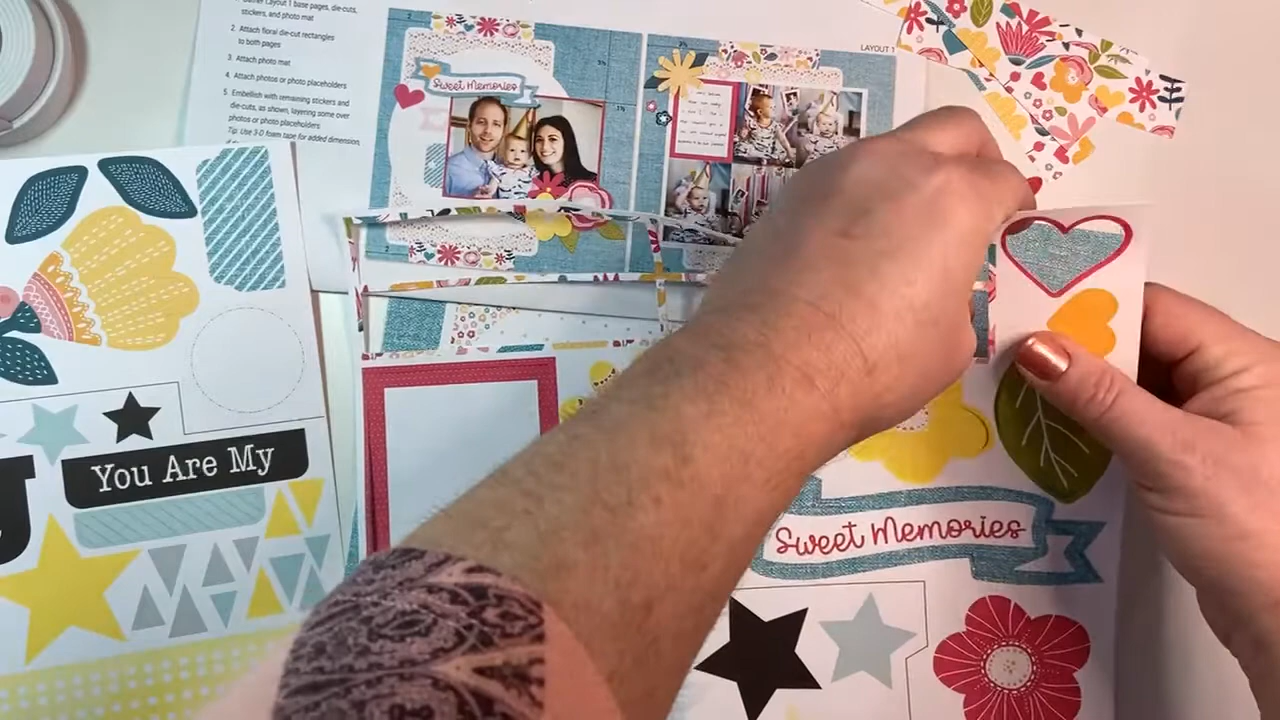 1. Gather Layout 1 base pages, die-cuts,
stickers, and photo mat
2. Attach floral die-cut rectangles
to both pages
3. Attach photo mat
4. Attach photos or photo placeholders
5. Embellish with remaining stickers and
die-cuts, as shown, layering some over
photos or photo placeholders
Tip: Use 3-D foam tape for added dimension,
LAYOUT 1
Sweet Memories
You Are My
Sweet Memories